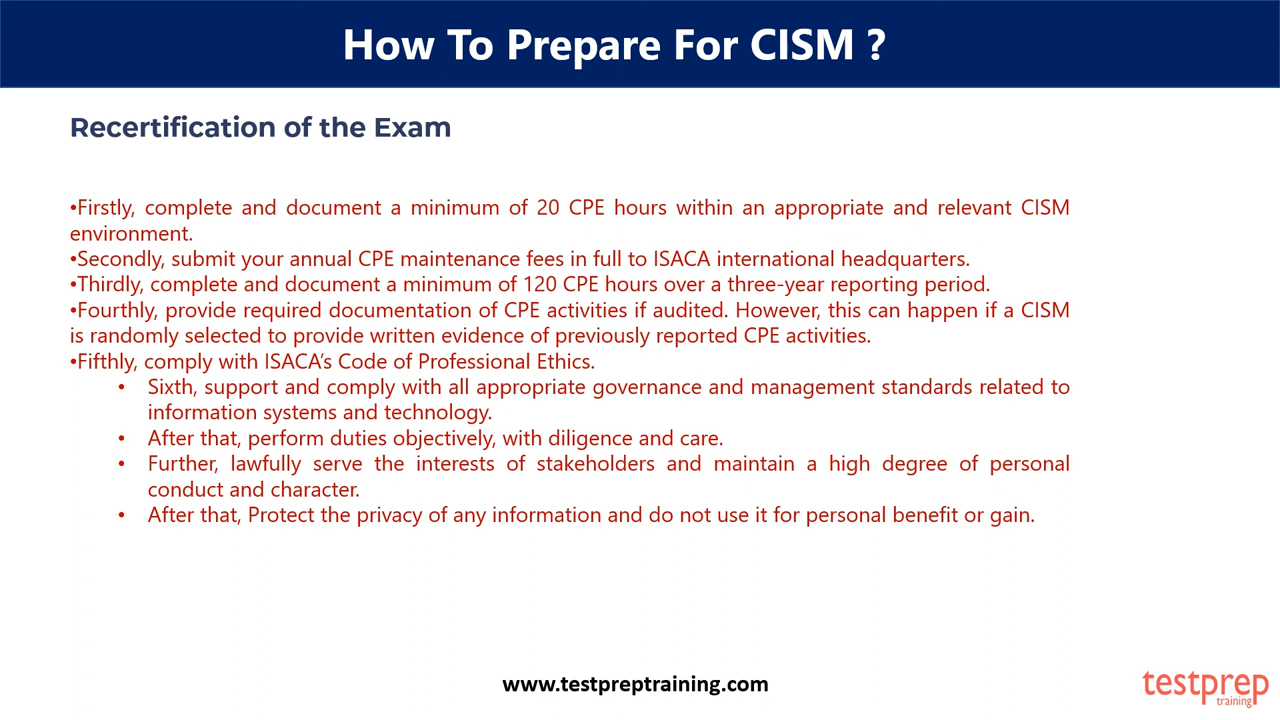 How To Prepare For CISM ?
Recertification of the Exam
•Firstly, complete and document a minimum of 20 CPE hours within an appropriate and relevant CISM
environment.
•Secondly, submit your annual CPE maintenance fees in full to ISACA international headquarters.
•Thirdly, complete and document a minimum of 120 CPE hours over a three-year reporting period.
•Fourthly, provide required documentation of CPE activities if audited. However, this can happen if a CISM
is randomly selected to provide written evidence of previously reported CPE activities.
•Fifthly, comply with ISACA’s Code of Professional Ethics.
• Sixth, support and comply with all appropriate governance and management standards related to
information systems and technology.
• After that, perform duties objectively, with diligence and care.
• Further, lawfully serve the interests of stakeholders and maintain a high degree of personal
conduct and character.
• After that, Protect the privacy of any information and do not use it for personal benefit or gain.
www.testpreptraining.com
testprep
training